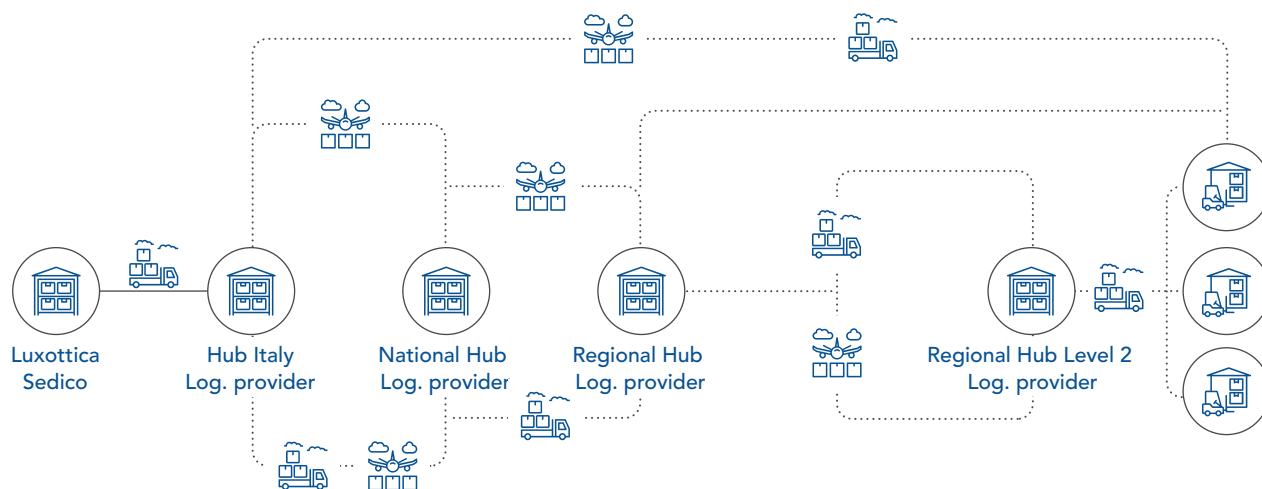 Luxottica
Sedico
Hub Italy
Log. provider
National Hub
Log. provider
Regional Hub
Log. provider
Regional Hub Level 2
Log. provider